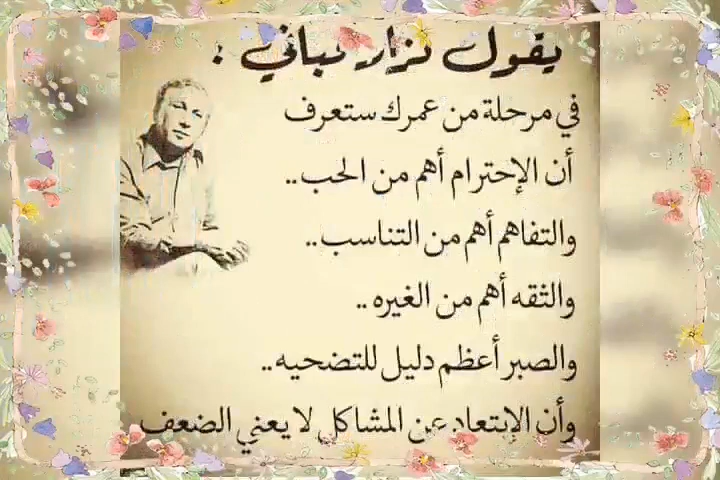 يقول نزار قباني :
في مرحلة من عمرك ستعرف
أن الإحترام أهم من الحب..
والتفاهم أهم من التناسب..
والثقه أهم من الغيره ..
والصبر أعظم دليل للتضحيه..
وأن الإبتعاد عن المشاكل لا يعني الضعف